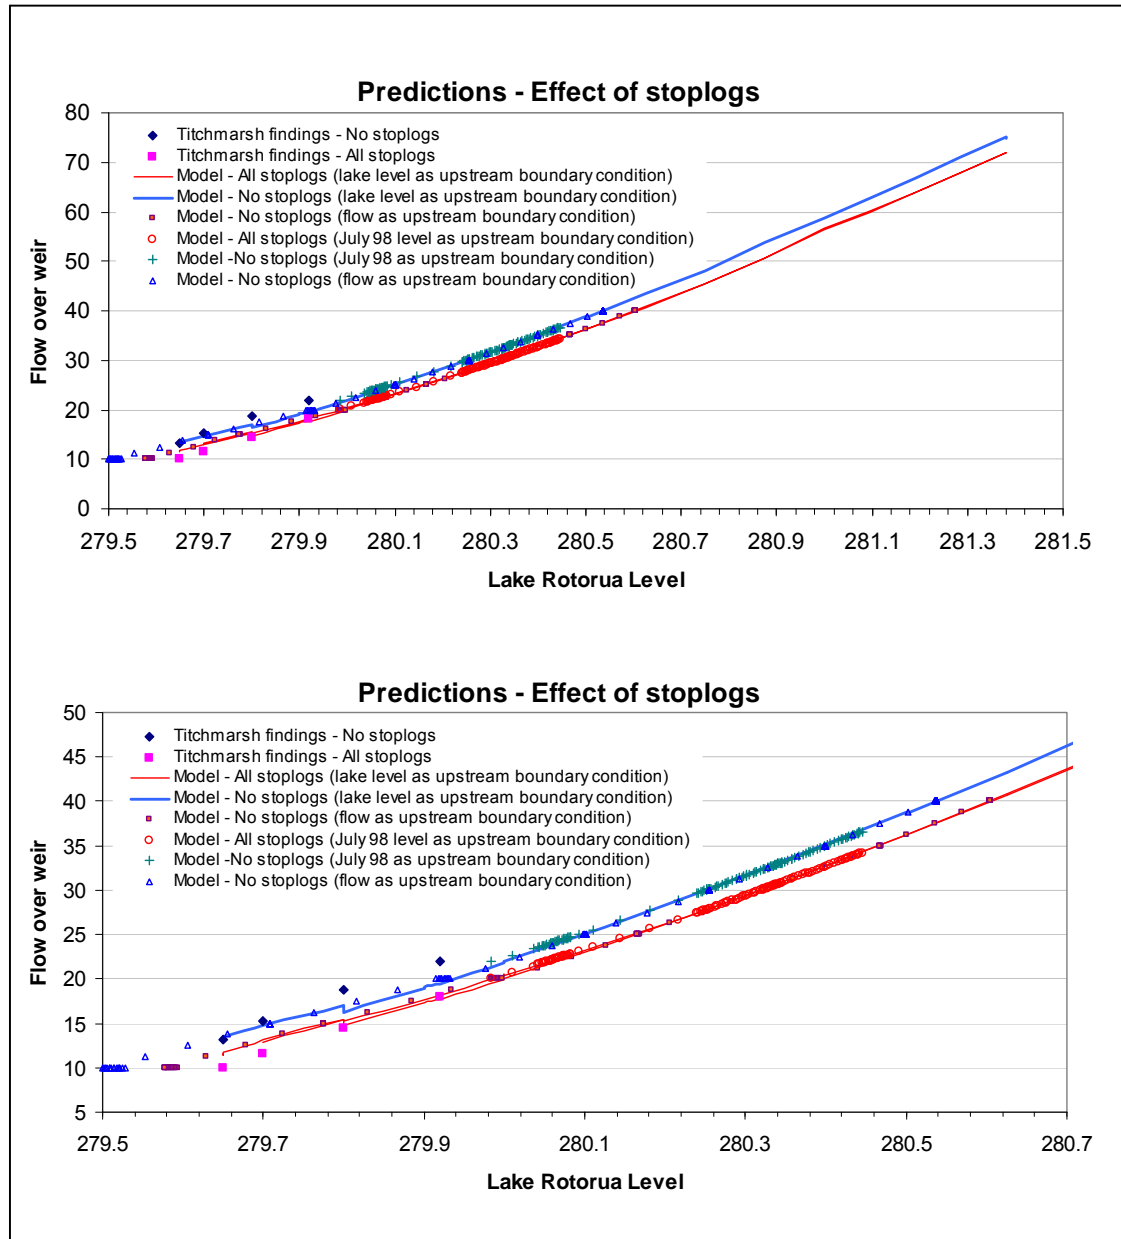 Predictions - Effect of stoplogs
80
70
60
50
40
30
20
10
0
Flow over weir
Titchmarsh findings - No stoplogs
Titchmarsh findings - All stoplogs
Model - All stoplogs (lake level as upstream boundary condition)
Model - No stoplogs (lake level as upstream boundary condition)
Model - No stoplogs (flow as upstream boundary condition)
Model - All stoplogs (July 98 level as upstream boundary condition)
Model -No stoplogs (July 98 as upstream boundary condition)
Model - No stoplogs (flow as upstream boundary condition)
279.5 279.7 279.9 280.1 280.3 280.5 280.7 280.9 281.1 281.3 281.5
Lake Rotorua Level
Predictions - Effect of stoplogs
50
45
40
35
30
25
20
15
10
5
Flow over weir
Titchmarsh findings - No stoplogs
Titchmarsh findings - All stoplogs
Model - All stoplogs (lake level as upstream boundary condition)
Model - No stoplogs (lake level as upstream boundary condition)
Model - No stoplogs (flow as upstream boundary condition)
Model - All stoplogs (July 98 level as upstream boundary condition)
Model -No stoplogs (July 98 as upstream boundary condition)
Model - No stoplogs (flow as upstream boundary condition)
279.5 279.7 279.9 280.1 280.3 280.5 280.7
Lake Rotorua Level